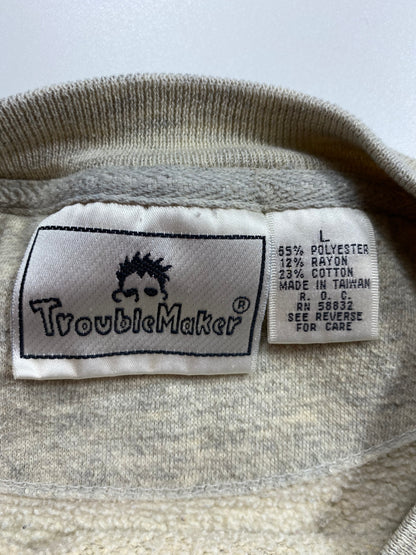 TroubleMaker®
L
65% POLYESTER
12% RAYON
23% COTTON
MADE IN TAIWAN
R. O. C.
RN 58832
SEE REVERSE
FOR CARE